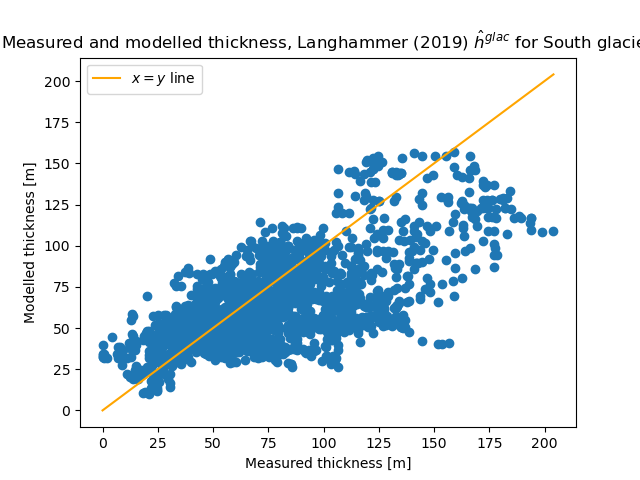 Measured and modelled thickness, Langhammer (2019) ĥ^glac for South glacie
x = y line
200
175
150
125
100
75
50
25
0
Modelled thickness [m]
0 25 50 75 100 125 150 175 200
Measured thickness [m]